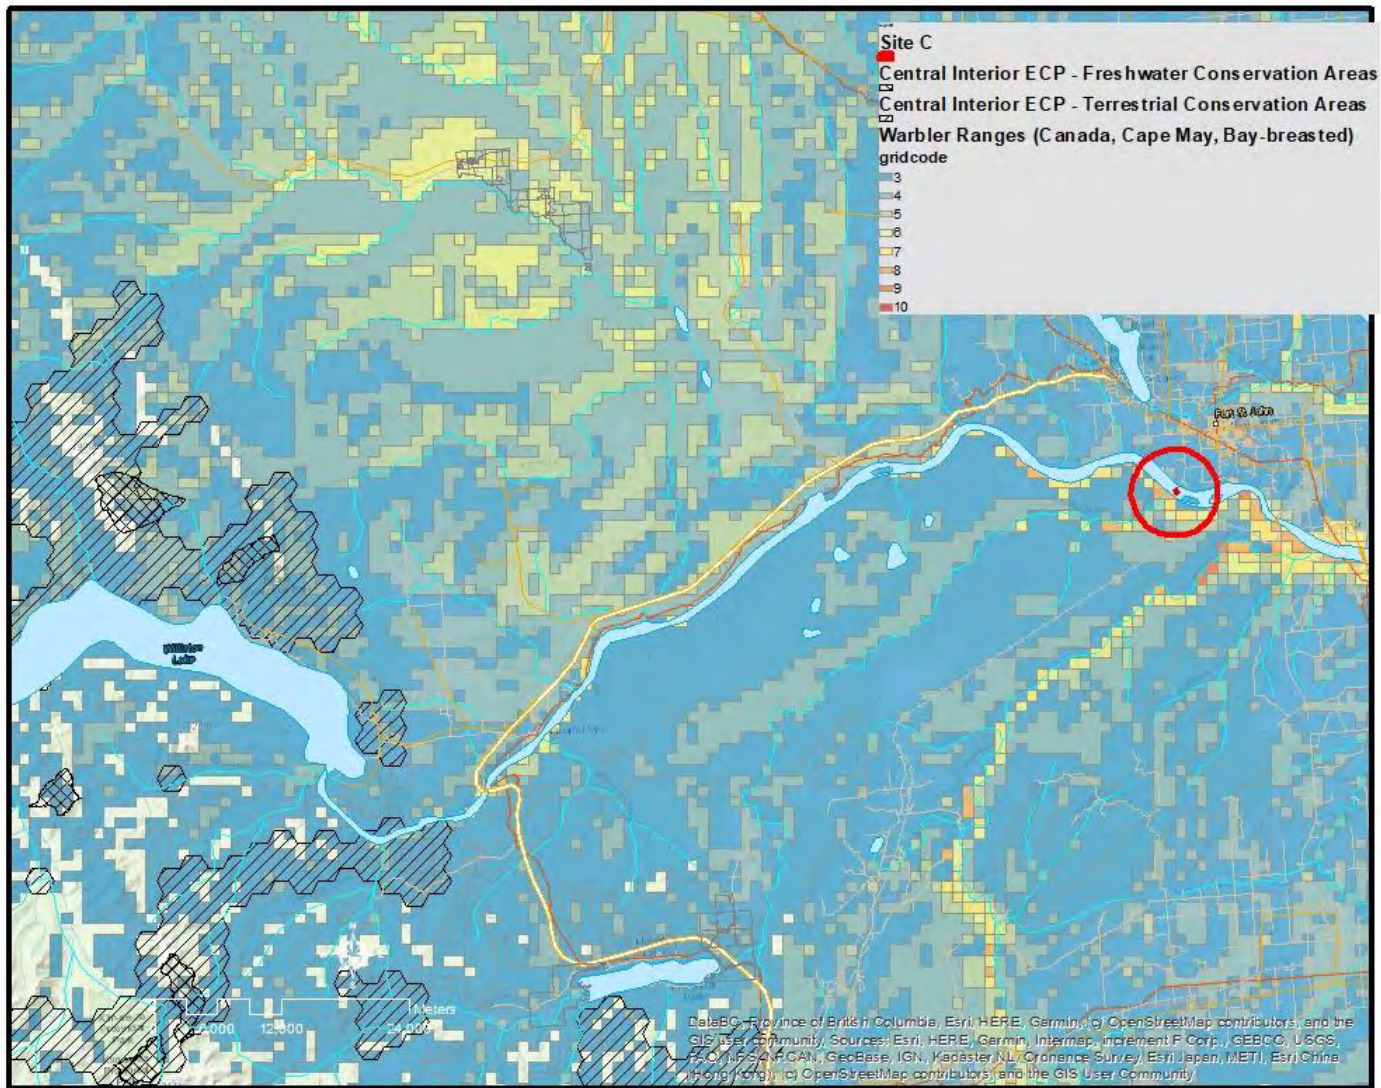 Site C
Central Interior ECP - Freshwater Conservation Areas
Central Interior ECP - Terrestrial Conservation Areas
Warbler Ranges (Canada, Cape May, Bay-breasted)
gridcode
3
4
5
6
7
8
9
10
Fort St. John
Williston
Lake
Meters
6,000 12,000 24,000
DataBC, Province of British Columbia, Esri, HERE, Garmin, (c) OpenStreetMap contributors, and the
GIS user community, Sources: Esri, HERE, Garmin, Intermap, increment P Corp., GEBCO, USGS,
FAO, NPS, NRCAN, GeoBase, IGN, Kadaster NL, Ordnance Survey, Esri Japan, METI, Esri China
(Hong Kong), (c) OpenStreetMap contributors, and the GIS User Community